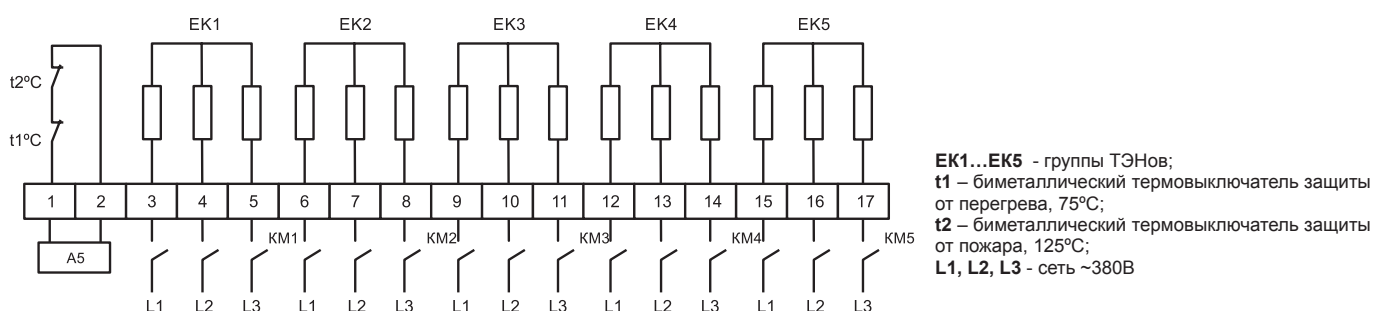 EK1 EK2 EK3 EK4 EK5
t2ºC
t1ºC
1 2 3 4 5 6 7 8 9 10 11 12 13 14 15 16 17
A5 KM1 KM2 KM3 KM4 KM5
L1 L2 L3 L1 L2 L3 L1 L2 L3 L1 L2 L3 L1 L2 L3
EK1…EK5 - группы ТЭНов;
t1 – биметаллический термовыключатель защиты
от перегрева, 75ºС;
t2 – биметаллический термовыключатель защиты
от пожара, 125ºС;
L1, L2, L3 - сеть ~380В